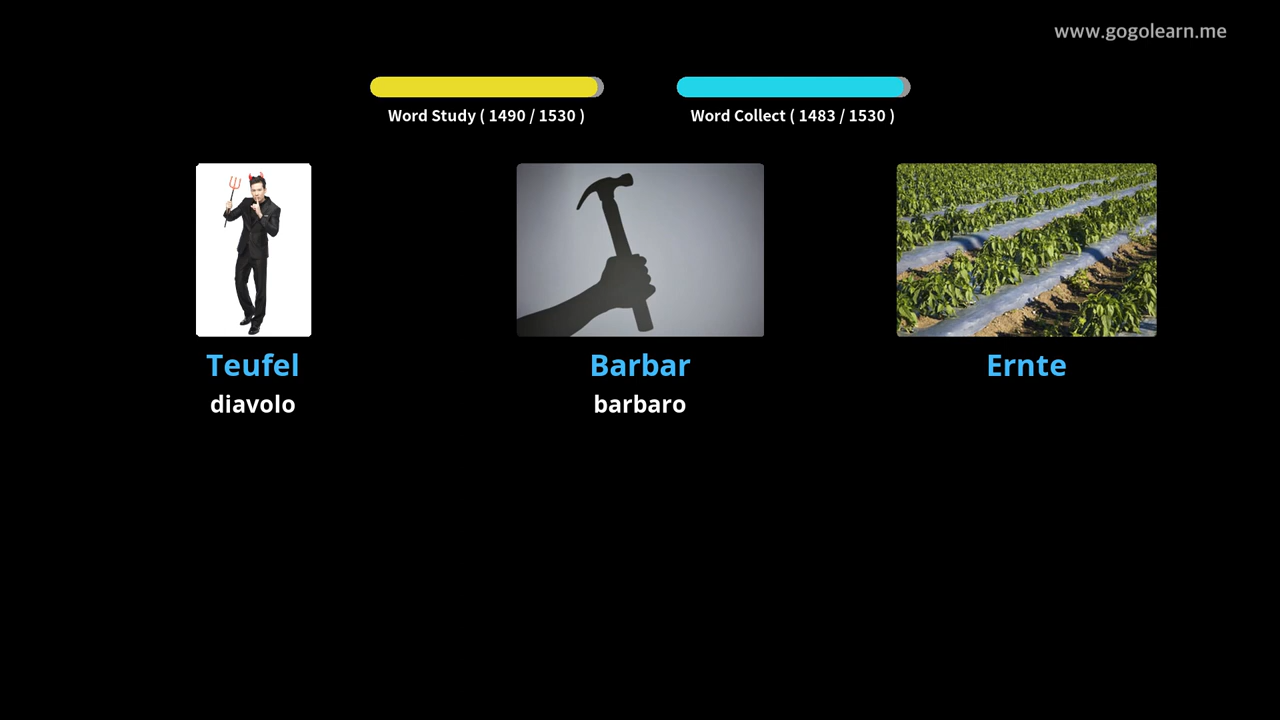 www.gogolearn.me
Word Study ( 1490 / 1530 )
Word Collect ( 1483 / 1530 )
Teufel
diavolo
Barbar
barbaro
Ernte